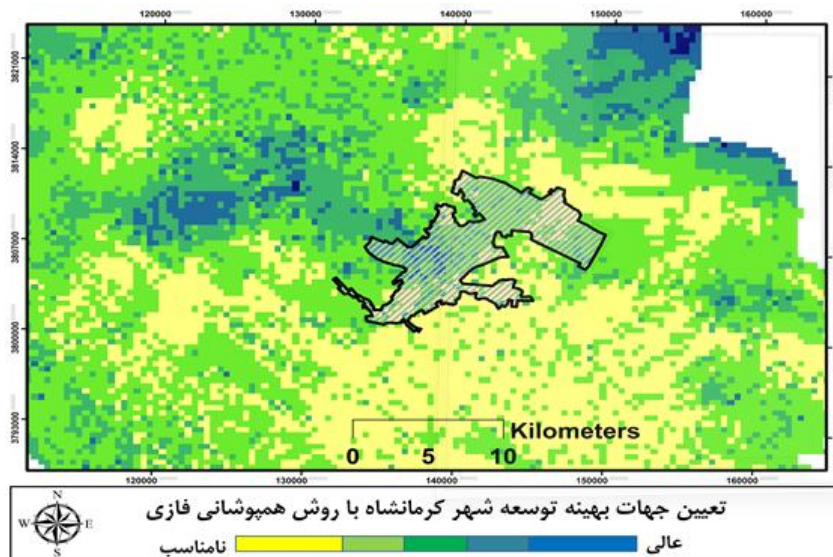 120000 130000 140000 150000 160000
3821000
3814000
3807000
3800000
3793000
Kilometers
0 5 10
120000 130000 140000 150000 160000
تعیین جهات بهینه توسعه شهر کرمانشاه با روش همپوشانی فازی
N
W E
S
عالی نامناسب